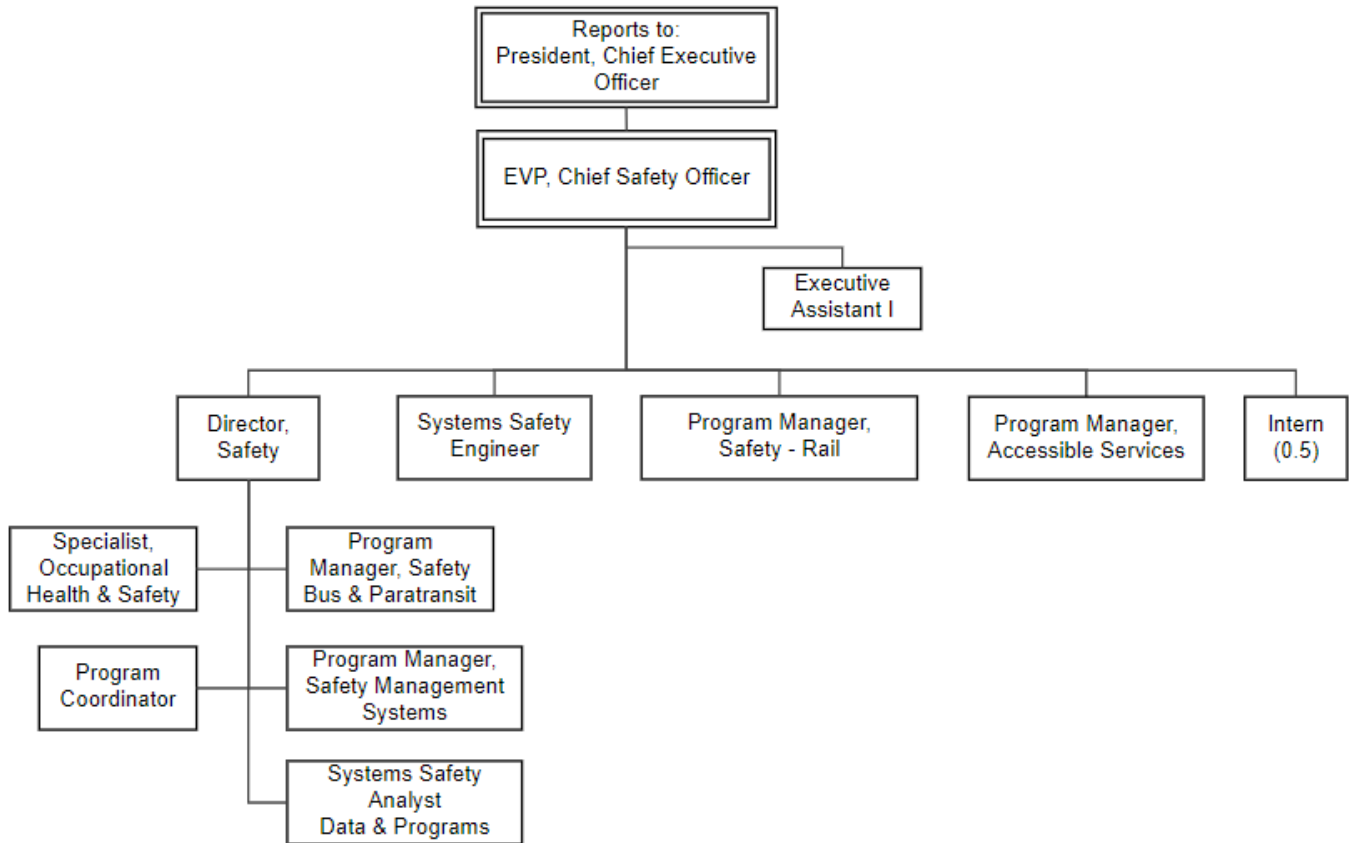 Reports to:
President, Chief Executive
Officer
EVP, Chief Safety Officer
Executive
Assistant I
Director,
Safety
Systems Safety
Engineer
Program Manager,
Safety - Rail
Program Manager,
Accessible Services
Intern
(0.5)
Specialist,
Occupational
Health & Safety
Program
Manager, Safety
Bus & Paratransit
Program
Coordinator
Program Manager,
Safety Management
Systems
Systems Safety
Analyst
Data & Programs